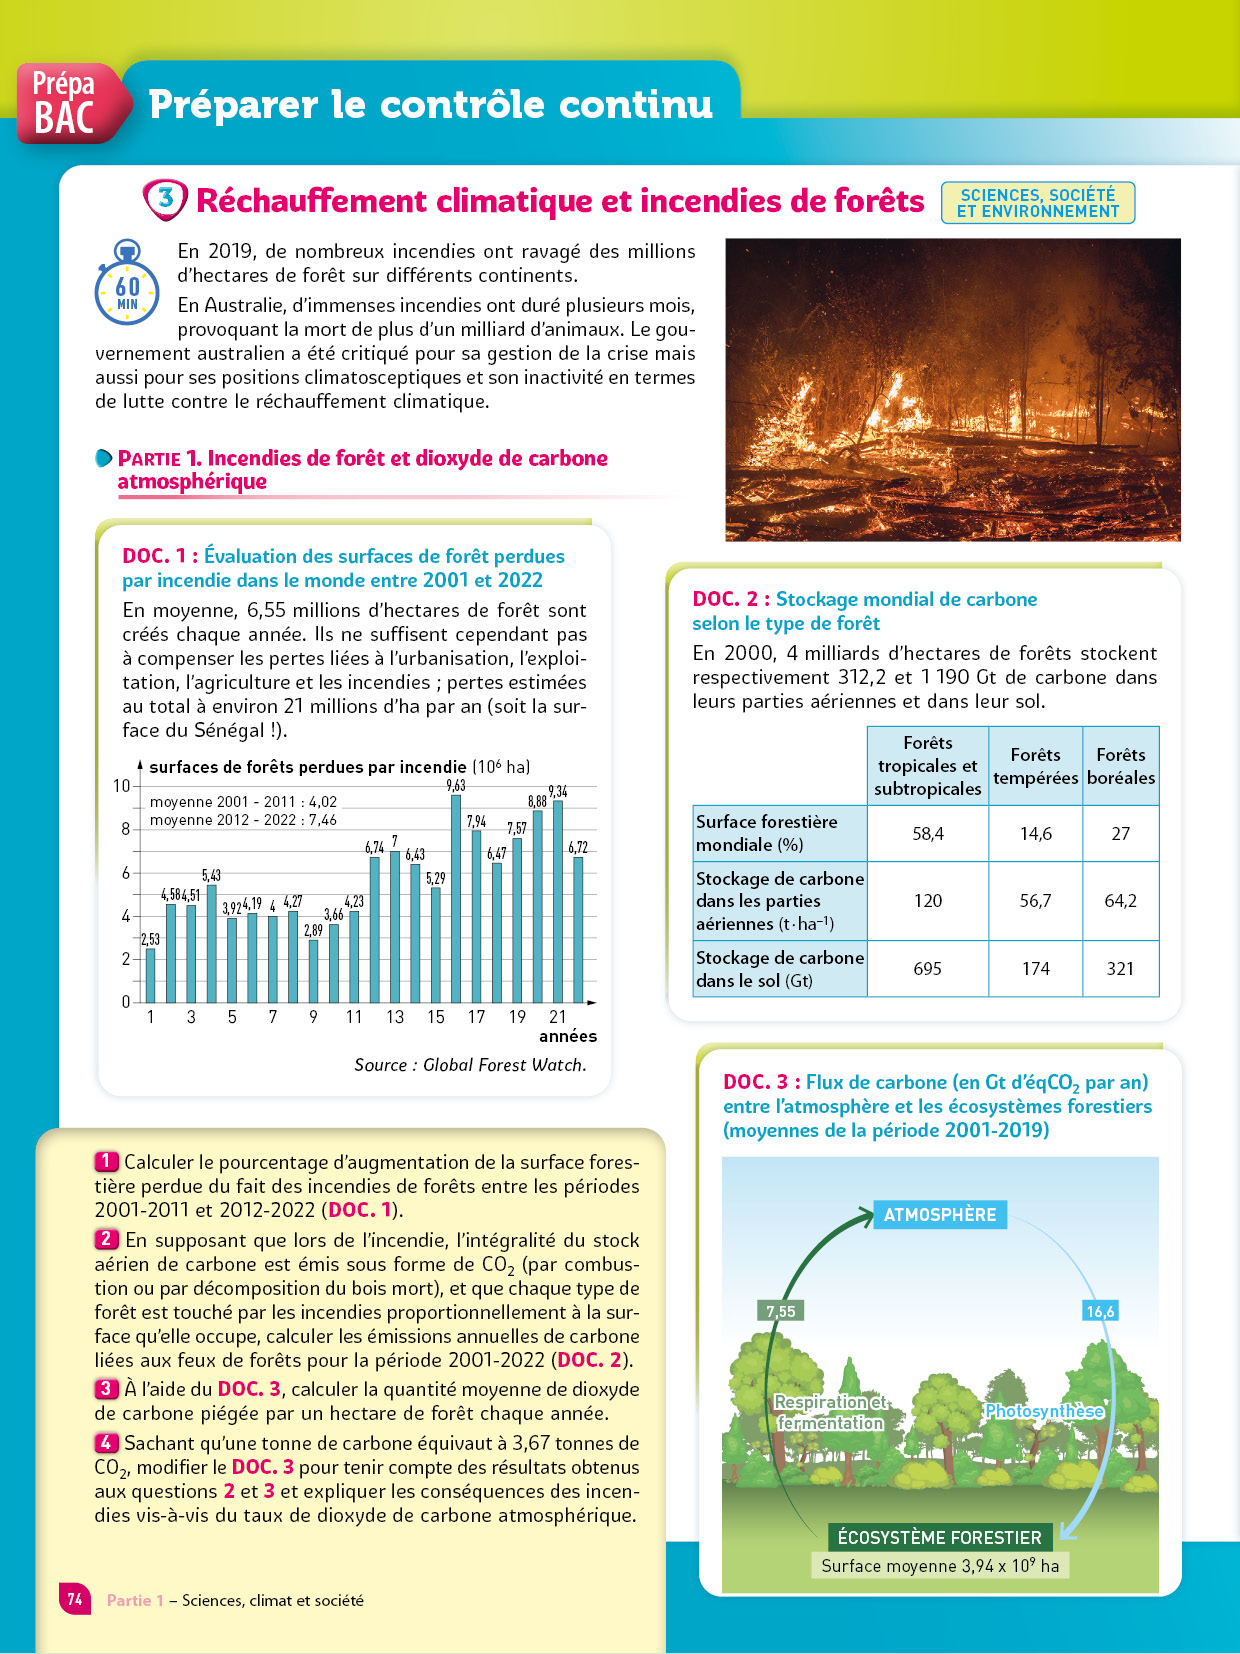 Prépa
BAC
Préparer le contrôle continu
3 Réchauffement climatique et incendies de forêts
SCIENCES, SOCIÉTÉ
ET ENVIRONNEMENT
60
MIN
En 2019, de nombreux incendies ont ravagé des millions
d'hectares de forêt sur différents continents.
En Australie, d'immenses incendies ont duré plusieurs mois,
provoquant la mort de plus d'un milliard d'animaux. Le gou-
vernement australien a été critiqué pour sa gestion de la crise mais
aussi pour ses positions climatosceptiques et son inactivité en termes
de lutte contre le réchauffement climatique.
PARTIE 1. Incendies de forêt et dioxyde de carbone
atmosphérique
DOC. 1 : Évaluation des surfaces de forêt perdues
par incendie dans le monde entre 2001 et 2022
En moyenne, 6,55 millions d'hectares de forêt sont
créés chaque année. Ils ne suffisent cependant pas
à compenser les pertes liées à l'urbanisation, l'exploi-
tation, l'agriculture et les incendies ; pertes estimées
au total à environ 21 millions d'ha par an (soit la sur-
face du Sénégal !).
surfaces de forêts perdues par incendie (10⁶ ha)
moyenne 2001 - 2011 : 4,02
moyenne 2012 - 2022 : 7,46
10
8
6
4
2
0
2,53 4,58 4,51 5,43 3,92 4,19 4 4,27 2,89 3,66 4,23 6,74 7 6,43 5,29 9,63 7,94 6,47 7,57 8,88 9,34 6,72
1 3 5 7 9 11 13 15 17 19 21
années
Source : Global Forest Watch.
DOC. 2 : Stockage mondial de carbone
selon le type de forêt
En 2000, 4 milliards d'hectares de forêts stockent
respectivement 312,2 et 1 190 Gt de carbone dans
leurs parties aériennes et dans leur sol.
Forêts
tropicales et
subtropicales
Forêts
tempérées
Forêts
boréales
Surface forestière
mondiale (%)
58,4 14,6 27
Stockage de carbone
dans les parties
aériennes (t·ha⁻¹)
120 56,7 64,2
Stockage de carbone
dans le sol (Gt)
695 174 321
DOC. 3 : Flux de carbone (en Gt d'éqCO₂ par an)
entre l'atmosphère et les écosystèmes forestiers
(moyennes de la période 2001-2019)
ATMOSPHÈRE
7,55
16,6
Respiration et
fermentation
Photosynthèse
ÉCOSYSTÈME FORESTIER
Surface moyenne 3,94 x 10⁹ ha
1 Calculer le pourcentage d'augmentation de la surface fores-
tière perdue du fait des incendies de forêts entre les périodes
2001-2011 et 2012-2022 (DOC. 1).
2 En supposant que lors de l'incendie, l'intégralité du stock
aérien de carbone est émis sous forme de CO₂ (par combus-
tion ou par décomposition du bois mort), et que chaque type de
forêt est touché par les incendies proportionnellement à la sur-
face qu'elle occupe, calculer les émissions annuelles de carbone
liées aux feux de forêts pour la période 2001-2022 (DOC. 2).
3 À l'aide du DOC. 3, calculer la quantité moyenne de dioxyde
de carbone piégée par un hectare de forêt chaque année.
4 Sachant qu'une tonne de carbone équivaut à 3,67 tonnes de
CO₂, modifier le DOC. 3 pour tenir compte des résultats obtenus
aux questions 2 et 3 et expliquer les conséquences des incen-
dies vis-à-vis du taux de dioxyde de carbone atmosphérique.
74 Partie 1 – Sciences, climat et société